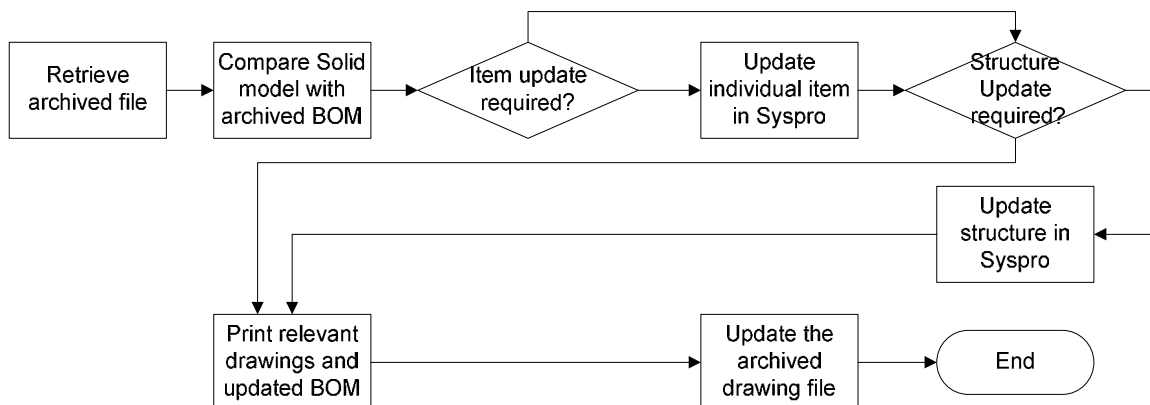 Retrieve
archived file
Compare Solid
model with
archived BOM
Item update
required?
Update
individual item
in Syspro
Structure
Update
required?
Update
structure in
Syspro
Print relevant
drawings and
updated BOM
Update the
archived
drawing file
End